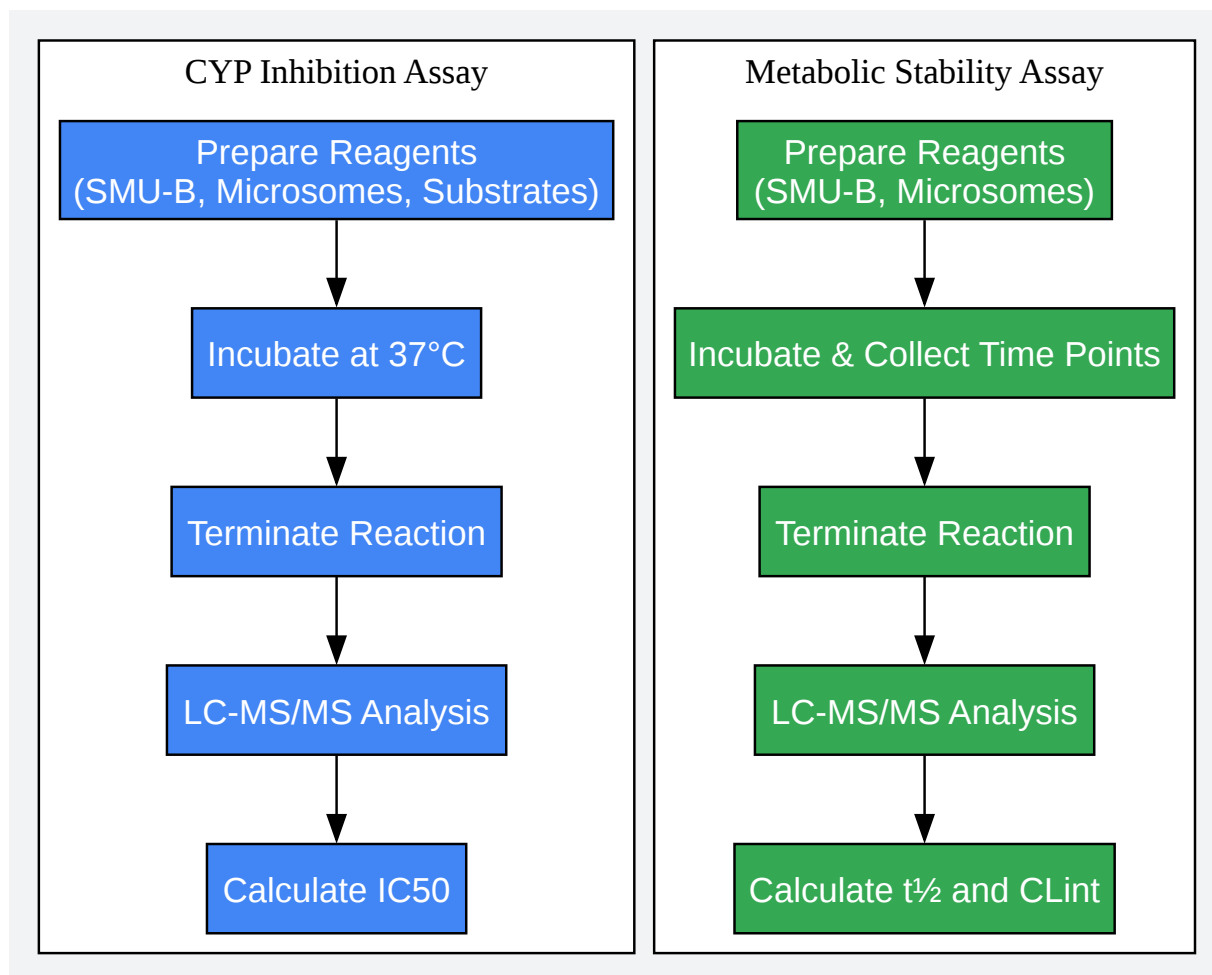 CYP Inhibition Assay
Prepare Reagents
(SMU-B, Microsomes, Substrates)
Incubate at 37°C
Terminate Reaction
LC-MS/MS Analysis
Calculate IC50
Metabolic Stability Assay
Prepare Reagents
(SMU-B, Microsomes)
Incubate & Collect Time Points
Terminate Reaction
LC-MS/MS Analysis
Calculate t½ and CLint